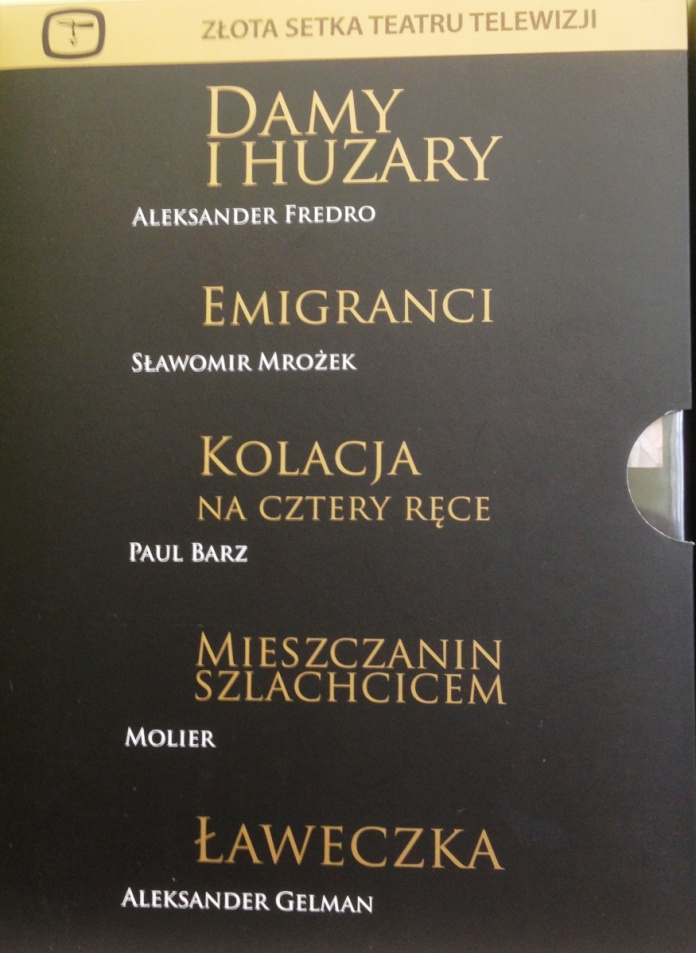 ZŁOTA SETKA TEATRU TELEWIZJI
DAMY
I HUZARY
ALEKSANDER FREDRO
EMIGRANCI
SŁAWOMIR MROŻEK
KOLACJA
NA CZTERY RĘCE
PAUL BARZ
MIESZCZANIN
SZLACHCICEM
MOLIER
ŁAWECZKA
ALEKSANDER GELMAN